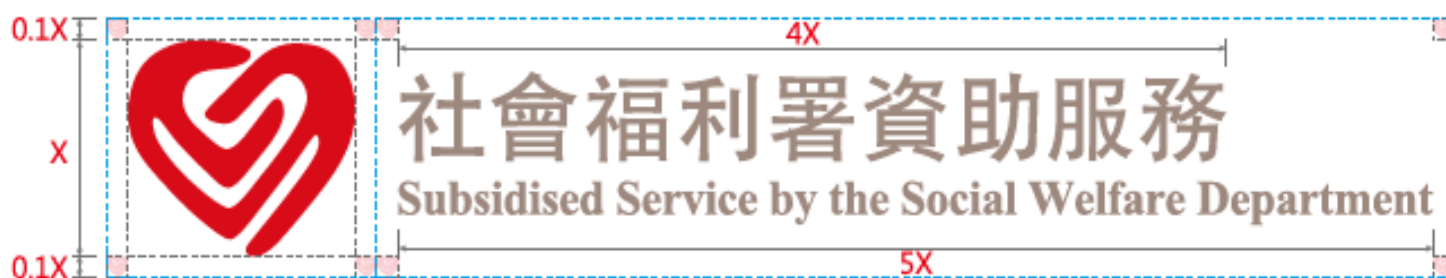 0.1X
4X
X
社會福利署資助服務
Subsidised Service by the Social Welfare Department
0.1X
5X